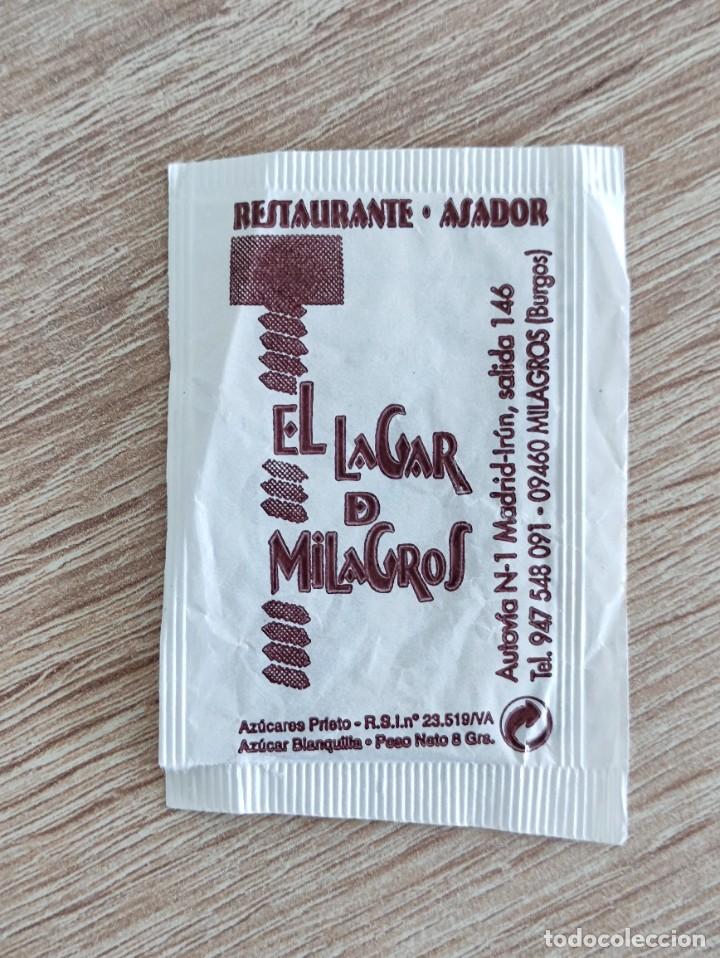 RESTAURANTE • ASADOR
EL LAGAR
D
MILAGROS
Autovía N-1 Madrid-Irún, salida 146
Tel. 947 548 091 - 09460 MILAGROS (Burgos)
Azúcares Prieto - R.S.I.nº 23.519/VA
Azúcar Blanquilla • Peso Neto 8 Grs.
todocoleccion